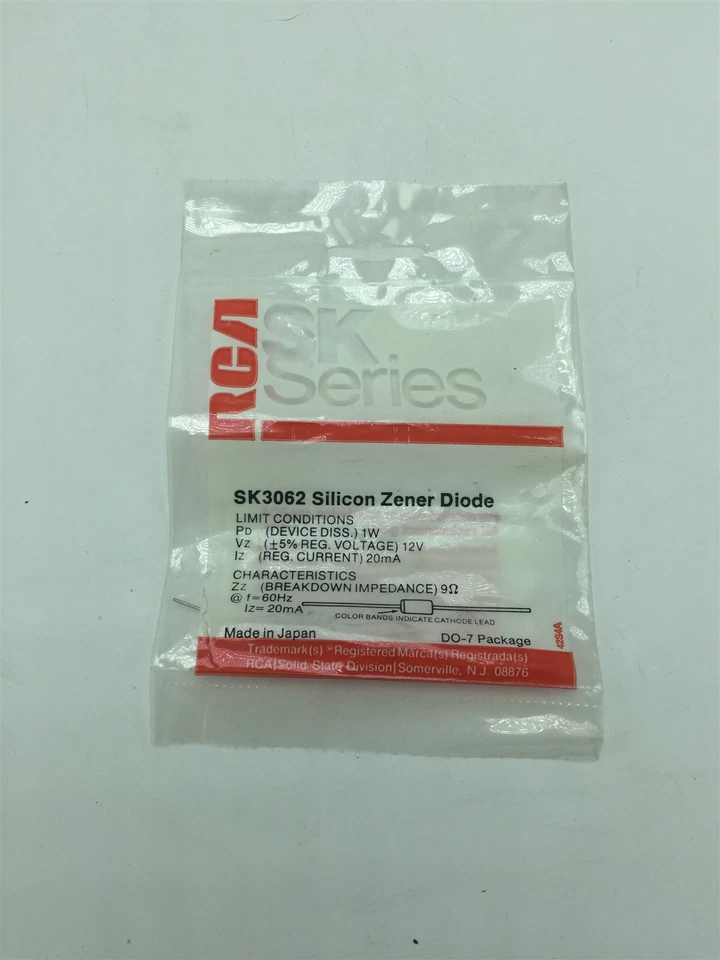 RCA
SK
Series
SK3062 Silicon Zener Diode
LIMIT CONDITIONS
PD (DEVICE DISS.) 1W
VZ (±5% REG. VOLTAGE) 12V
IZ (REG. CURRENT) 20mA
CHARACTERISTICS
ZZ (BREAKDOWN IMPEDANCE) 9Ω
@ f=60Hz
IZ= 20mA
COLOR BANDS INDICATE CATHODE LEAD
Made in Japan DO-7 Package
42S4A
Trademark(s) ® Registered Marca(s) Registrada(s)
RCA|Solid State Division|Somerville, N.J. 08876